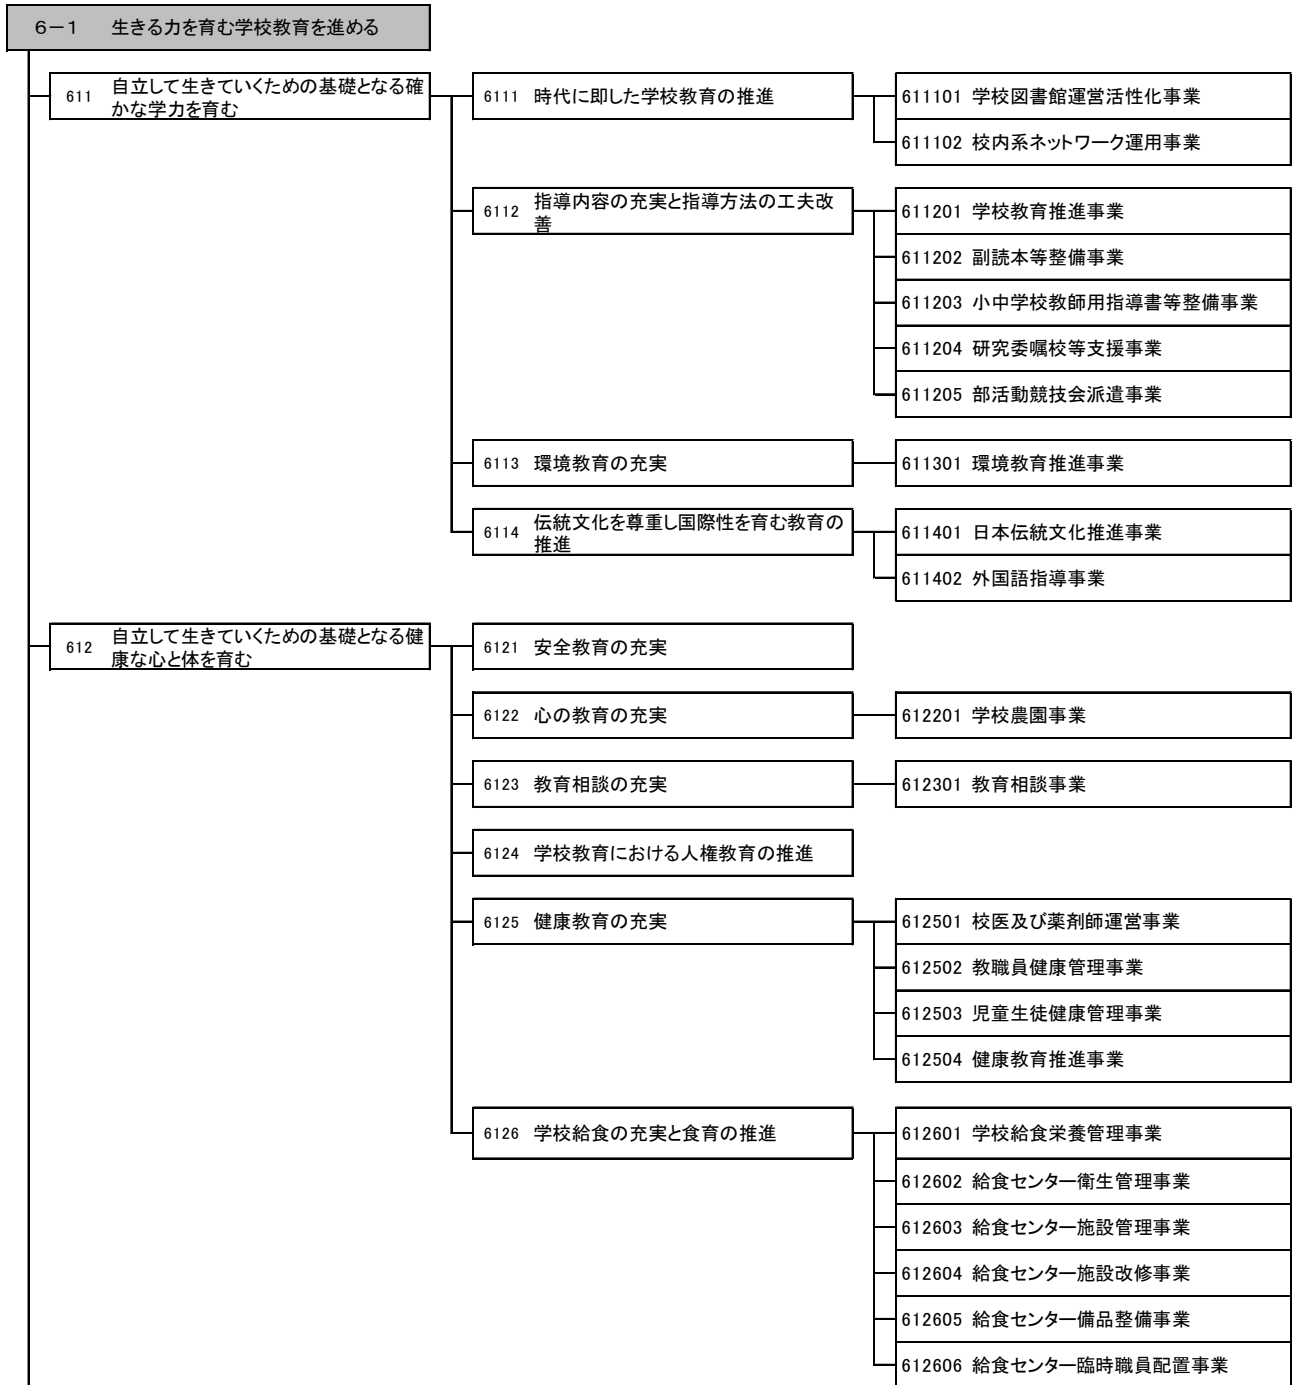 6−1 生きる力を育む学校教育を進める
611 自立して生きていくための基礎となる確
かな学力を育む
6111 時代に即した学校教育の推進
611101 学校図書館運営活性化事業
611102 校内系ネットワーク運用事業
6112 指導内容の充実と指導方法の工夫改
善
611201 学校教育推進事業
611202 副読本等整備事業
611203 小中学校教師用指導書等整備事業
611204 研究委嘱校等支援事業
611205 部活動競技会派遣事業
6113 環境教育の充実
611301 環境教育推進事業
6114 伝統文化を尊重し国際性を育む教育の
推進
611401 日本伝統文化推進事業
611402 外国語指導事業
612 自立して生きていくための基礎となる健
康な心と体を育む
6121 安全教育の充実
6122 心の教育の充実
612201 学校農園事業
6123 教育相談の充実
612301 教育相談事業
6124 学校教育における人権教育の推進
6125 健康教育の充実
612501 校医及び薬剤師運営事業
612502 教職員健康管理事業
612503 児童生徒健康管理事業
612504 健康教育推進事業
6126 学校給食の充実と食育の推進
612601 学校給食栄養管理事業
612602 給食センター衛生管理事業
612603 給食センター施設管理事業
612604 給食センター施設改修事業
612605 給食センター備品整備事業
612606 給食センター臨時職員配置事業